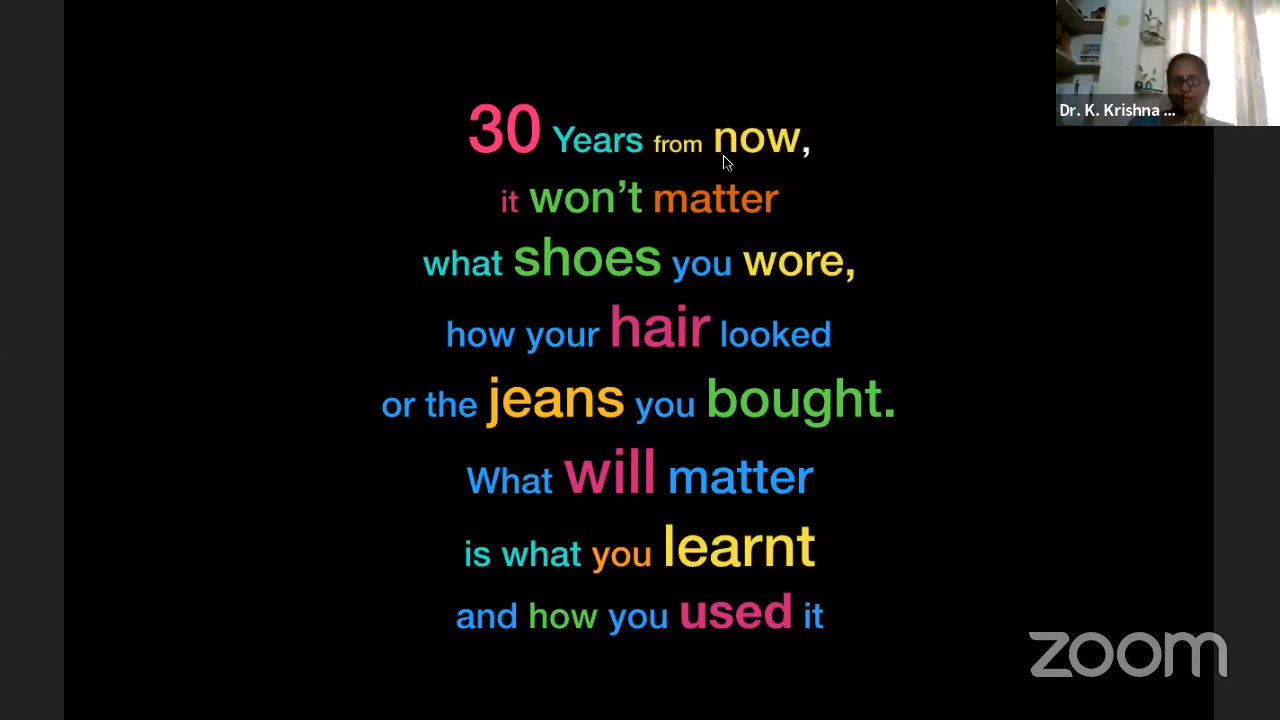 Dr. K. Krishna ...
30 Years from now,
it won’t matter
what shoes you wore,
how your hair looked
or the jeans you bought.
What will matter
is what you learnt
and how you used it
zoom